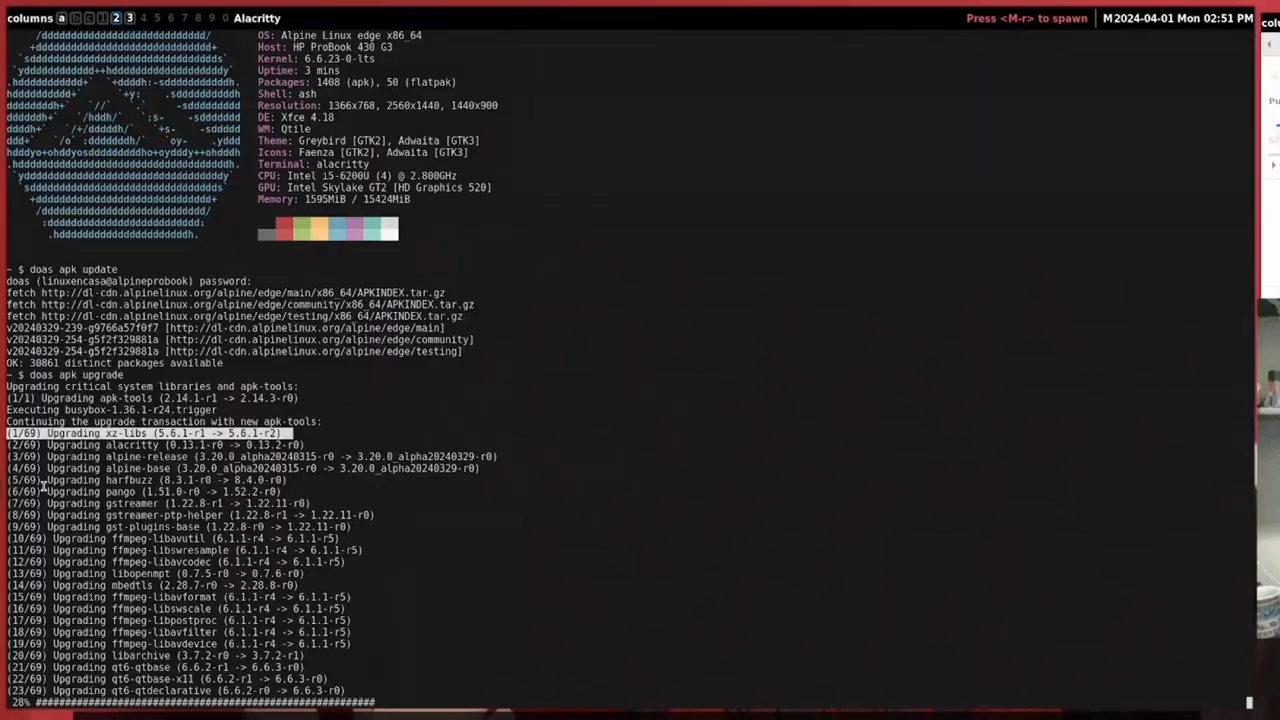 columns a b c 1 2 3 4 5 6 7 8 9 0 Alacritty Press <M-r> to spawn M 2024-04-01 Mon 02:51 PM
OS: Alpine Linux edge x86_64
Host: HP ProBook 430 G3
Kernel: 6.6.23-0-lts
Uptime: 3 mins
Packages: 1408 (apk), 50 (flatpak)
Shell: ash
Resolution: 1366x768, 2560x1440, 1440x900
DE: Xfce 4.18
WM: Qtile
Theme: Greybird [GTK2], Adwaita [GTK3]
Icons: Faenza [GTK2], Adwaita [GTK3]
Terminal: alacritty
CPU: Intel i5-6200U (4) @ 2.800GHz
GPU: Intel Skylake GT2 [HD Graphics 520]
Memory: 1595MiB / 15424MiB
~ $ doas apk update
doas (linuxencasa@alpineprobook) password:
fetch http://dl-cdn.alpinelinux.org/alpine/edge/main/x86_64/APKINDEX.tar.gz
fetch http://dl-cdn.alpinelinux.org/alpine/edge/community/x86_64/APKINDEX.tar.gz
fetch http://dl-cdn.alpinelinux.org/alpine/edge/testing/x86_64/APKINDEX.tar.gz
v20240329-239-g9766a57f0f7 [http://dl-cdn.alpinelinux.org/alpine/edge/main]
v20240329-254-g5f2f329881a [http://dl-cdn.alpinelinux.org/alpine/edge/community]
v20240329-254-g5f2f329881a [http://dl-cdn.alpinelinux.org/alpine/edge/testing]
OK: 30861 distinct packages available
~ $ doas apk upgrade
Upgrading critical system libraries and apk-tools:
(1/1) Upgrading apk-tools (2.14.1-r0 -> 2.14.3-r0)
Executing busybox-1.36.1-r24.trigger
Continuing the upgrade transaction with new apk-tools:
(1/69) Upgrading xz-libs (5.6.1-r1 -> 5.6.1-r2)
(2/69) Upgrading alacritty (0.13.1-r0 -> 0.13.2-r0)
(3/69) Upgrading alpine-release (3.20.0_alpha20240315-r0 -> 3.20.0_alpha20240329-r0)
(4/69) Upgrading alpine-base (3.20.0_alpha20240315-r0 -> 3.20.0_alpha20240329-r0)
(5/69) Upgrading harfbuzz (8.3.1-r0 -> 8.4.0-r0)
(6/69) Upgrading pango (1.51.0-r0 -> 1.52.2-r0)
(7/69) Upgrading gstreamer (1.22.8-r1 -> 1.22.11-r0)
(8/69) Upgrading gstreamer-ptp-helper (1.22.8-r1 -> 1.22.11-r0)
(9/69) Upgrading gst-plugins-base (1.22.8-r0 -> 1.22.11-r0)
(10/69) Upgrading ffmpeg-libavutil (6.1.1-r4 -> 6.1.1-r5)
(11/69) Upgrading ffmpeg-libswresample (6.1.1-r4 -> 6.1.1-r5)
(12/69) Upgrading ffmpeg-libavcodec (6.1.1-r4 -> 6.1.1-r5)
(13/69) Upgrading libopenmpt (0.7.5-r0 -> 0.7.6-r0)
(14/69) Upgrading mbedtls (2.28.7-r0 -> 2.28.8-r0)
(15/69) Upgrading ffmpeg-libavformat (6.1.1-r4 -> 6.1.1-r5)
(16/69) Upgrading ffmpeg-libswscale (6.1.1-r4 -> 6.1.1-r5)
(17/69) Upgrading ffmpeg-libpostproc (6.1.1-r4 -> 6.1.1-r5)
(18/69) Upgrading ffmpeg-libavfilter (6.1.1-r4 -> 6.1.1-r5)
(19/69) Upgrading ffmpeg-libavdevice (6.1.1-r4 -> 6.1.1-r5)
(20/69) Upgrading libarchive (3.7.2-r0 -> 3.7.2-r1)
(21/69) Upgrading qt6-qtbase (6.6.2-r1 -> 6.6.3-r0)
(22/69) Upgrading qt6-qtbase-x11 (6.6.2-r1 -> 6.6.3-r0)
(23/69) Upgrading qt6-qtdeclarative (6.6.2-r0 -> 6.6.3-r0)
28%